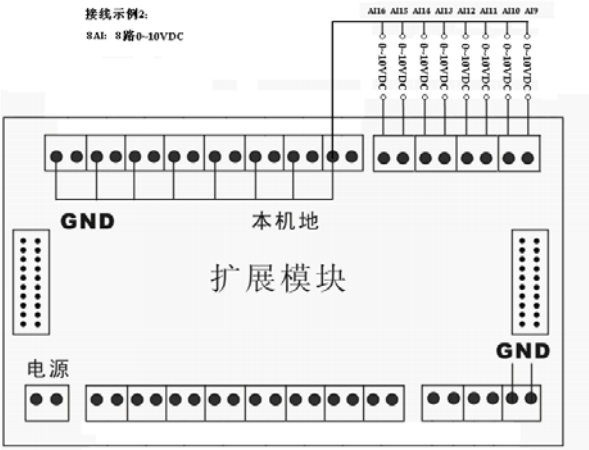 接线示例2:
8AI: 8路0~10VDC
AI16 AI15 AI14 AI13 AI12 AI11 AI10 AI9
0~10VDC 0~10VDC 0~10VDC 0~10VDC 0~10VDC 0~10VDC 0~10VDC 0~10VDC
GND
本机地
扩展模块
GND
电源